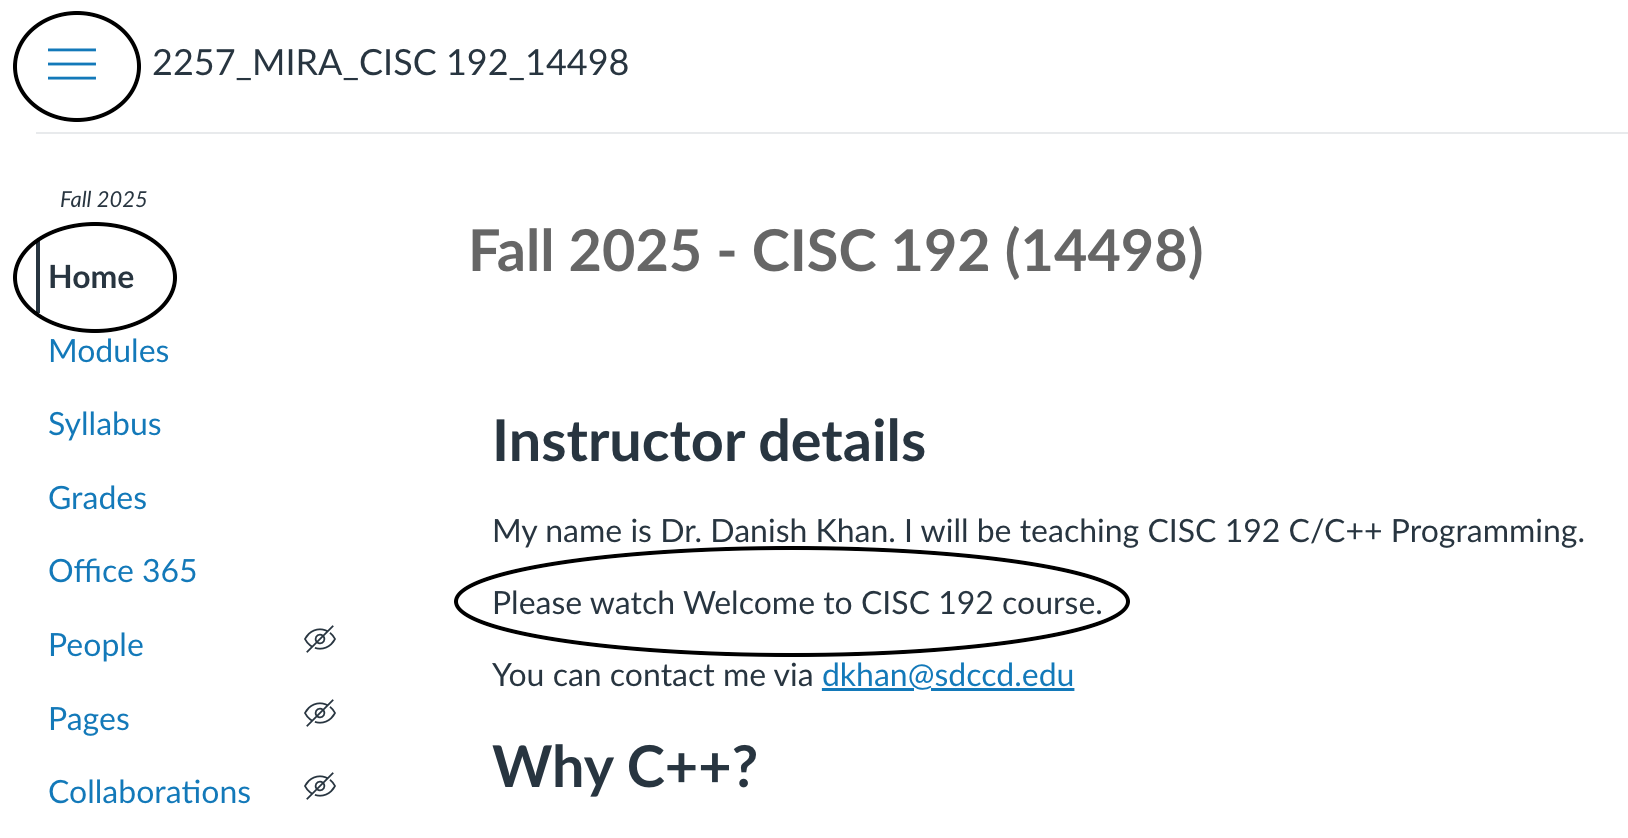 2257_MIRA_CISC 192_14498
Fall 2025
Home
Modules
Syllabus
Grades
Office 365
People
Pages
Collaborations
Fall 2025 - CISC 192 (14498)
Instructor details
My name is Dr. Danish Khan. I will be teaching CISC 192 C/C++ Programming.
Please watch Welcome to CISC 192 course.
You can contact me via dkhan@sdccd.edu
Why C++?